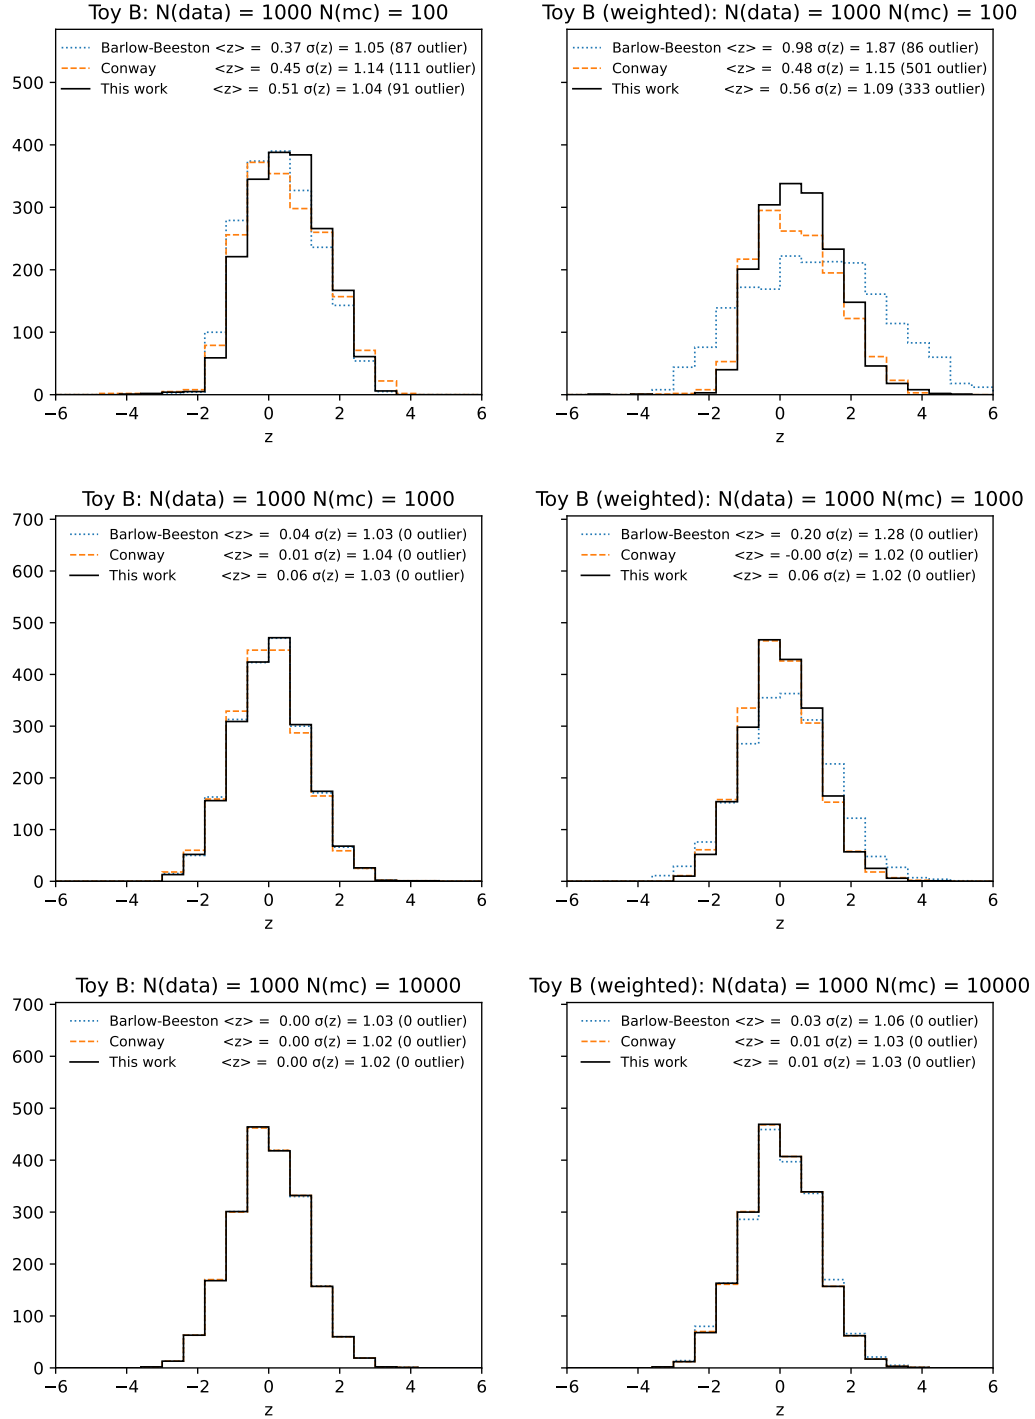 Toy B: N(data) = 1000 N(mc) = 100
Barlow-Beeston <z> = 0.37 σ(z) = 1.05 (87 outlier)
Conway <z> = 0.45 σ(z) = 1.14 (111 outlier)
This work <z> = 0.51 σ(z) = 1.04 (91 outlier)
500
400
300
200
100
0
−6 −4 −2 0 2 4 6
z
Toy B (weighted): N(data) = 1000 N(mc) = 100
Barlow-Beeston <z> = 0.98 σ(z) = 1.87 (86 outlier)
Conway <z> = 0.48 σ(z) = 1.15 (501 outlier)
This work <z> = 0.56 σ(z) = 1.09 (333 outlier)
−6 −4 −2 0 2 4 6
z
Toy B: N(data) = 1000 N(mc) = 1000
Barlow-Beeston <z> = 0.04 σ(z) = 1.03 (0 outlier)
Conway <z> = 0.01 σ(z) = 1.04 (0 outlier)
This work <z> = 0.06 σ(z) = 1.03 (0 outlier)
700
600
500
400
300
200
100
0
−6 −4 −2 0 2 4 6
z
Toy B (weighted): N(data) = 1000 N(mc) = 1000
Barlow-Beeston <z> = 0.20 σ(z) = 1.28 (0 outlier)
Conway <z> = -0.00 σ(z) = 1.02 (0 outlier)
This work <z> = 0.06 σ(z) = 1.02 (0 outlier)
−6 −4 −2 0 2 4 6
z
Toy B: N(data) = 1000 N(mc) = 10000
Barlow-Beeston <z> = 0.00 σ(z) = 1.03 (0 outlier)
Conway <z> = 0.00 σ(z) = 1.02 (0 outlier)
This work <z> = 0.00 σ(z) = 1.02 (0 outlier)
700
600
500
400
300
200
100
0
−6 −4 −2 0 2 4 6
z
Toy B (weighted): N(data) = 1000 N(mc) = 10000
Barlow-Beeston <z> = 0.03 σ(z) = 1.06 (0 outlier)
Conway <z> = 0.01 σ(z) = 1.03 (0 outlier)
This work <z> = 0.01 σ(z) = 1.03 (0 outlier)
−6 −4 −2 0 2 4 6
z